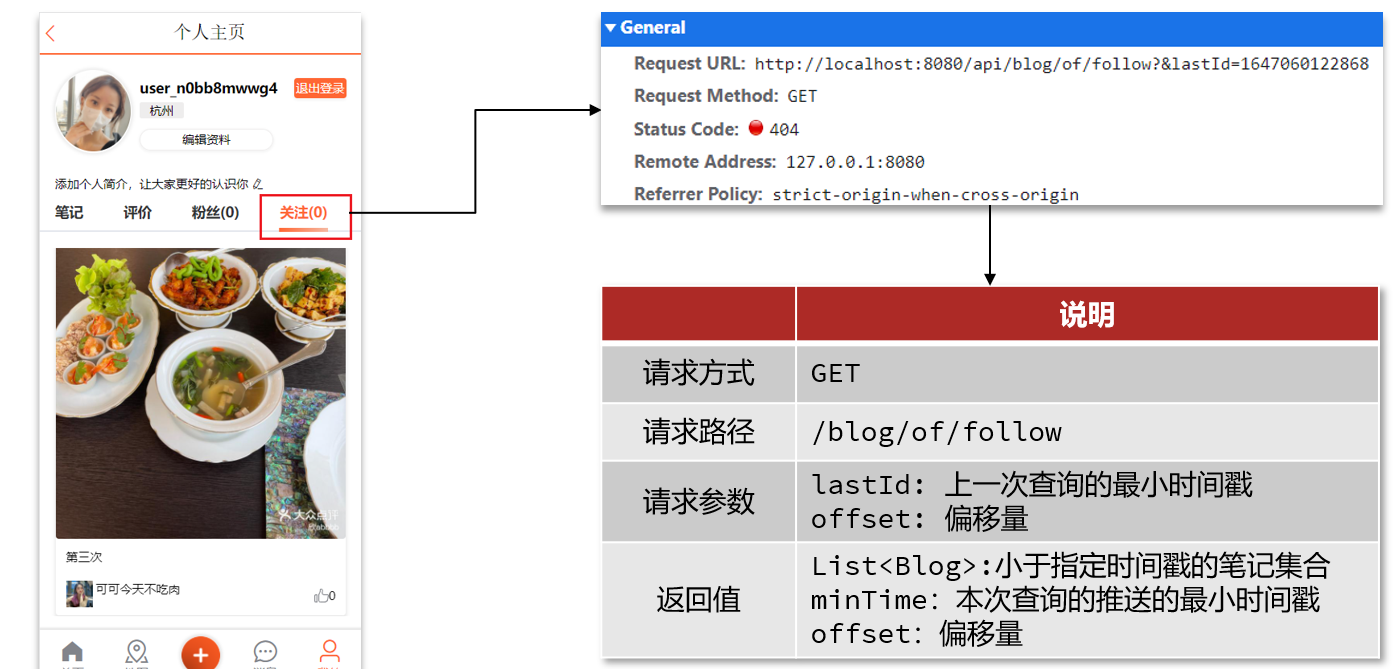 个人主页
user_n0bb8mwwg4
退出登录
杭州
编辑资料
添加个人简介，让大家更好的认识你
笔记
评价
粉丝(0)
关注(0)
大众点评
第三次
可可今天不吃肉
0
General
Request URL: http://localhost:8080/api/blog/of/follow?&lastId=1647060122868
Request Method: GET
Status Code: 404
Remote Address: 127.0.0.1:8080
Referrer Policy: strict-origin-when-cross-origin
说明
请求方式 GET
请求路径 /blog/of/follow
请求参数
lastId: 上一次查询的最小时间戳
offset: 偏移量
返回值
List<Blog>:小于指定时间戳的笔记集合
minTime: 本次查询的推送的最小时间戳
offset: 偏移量